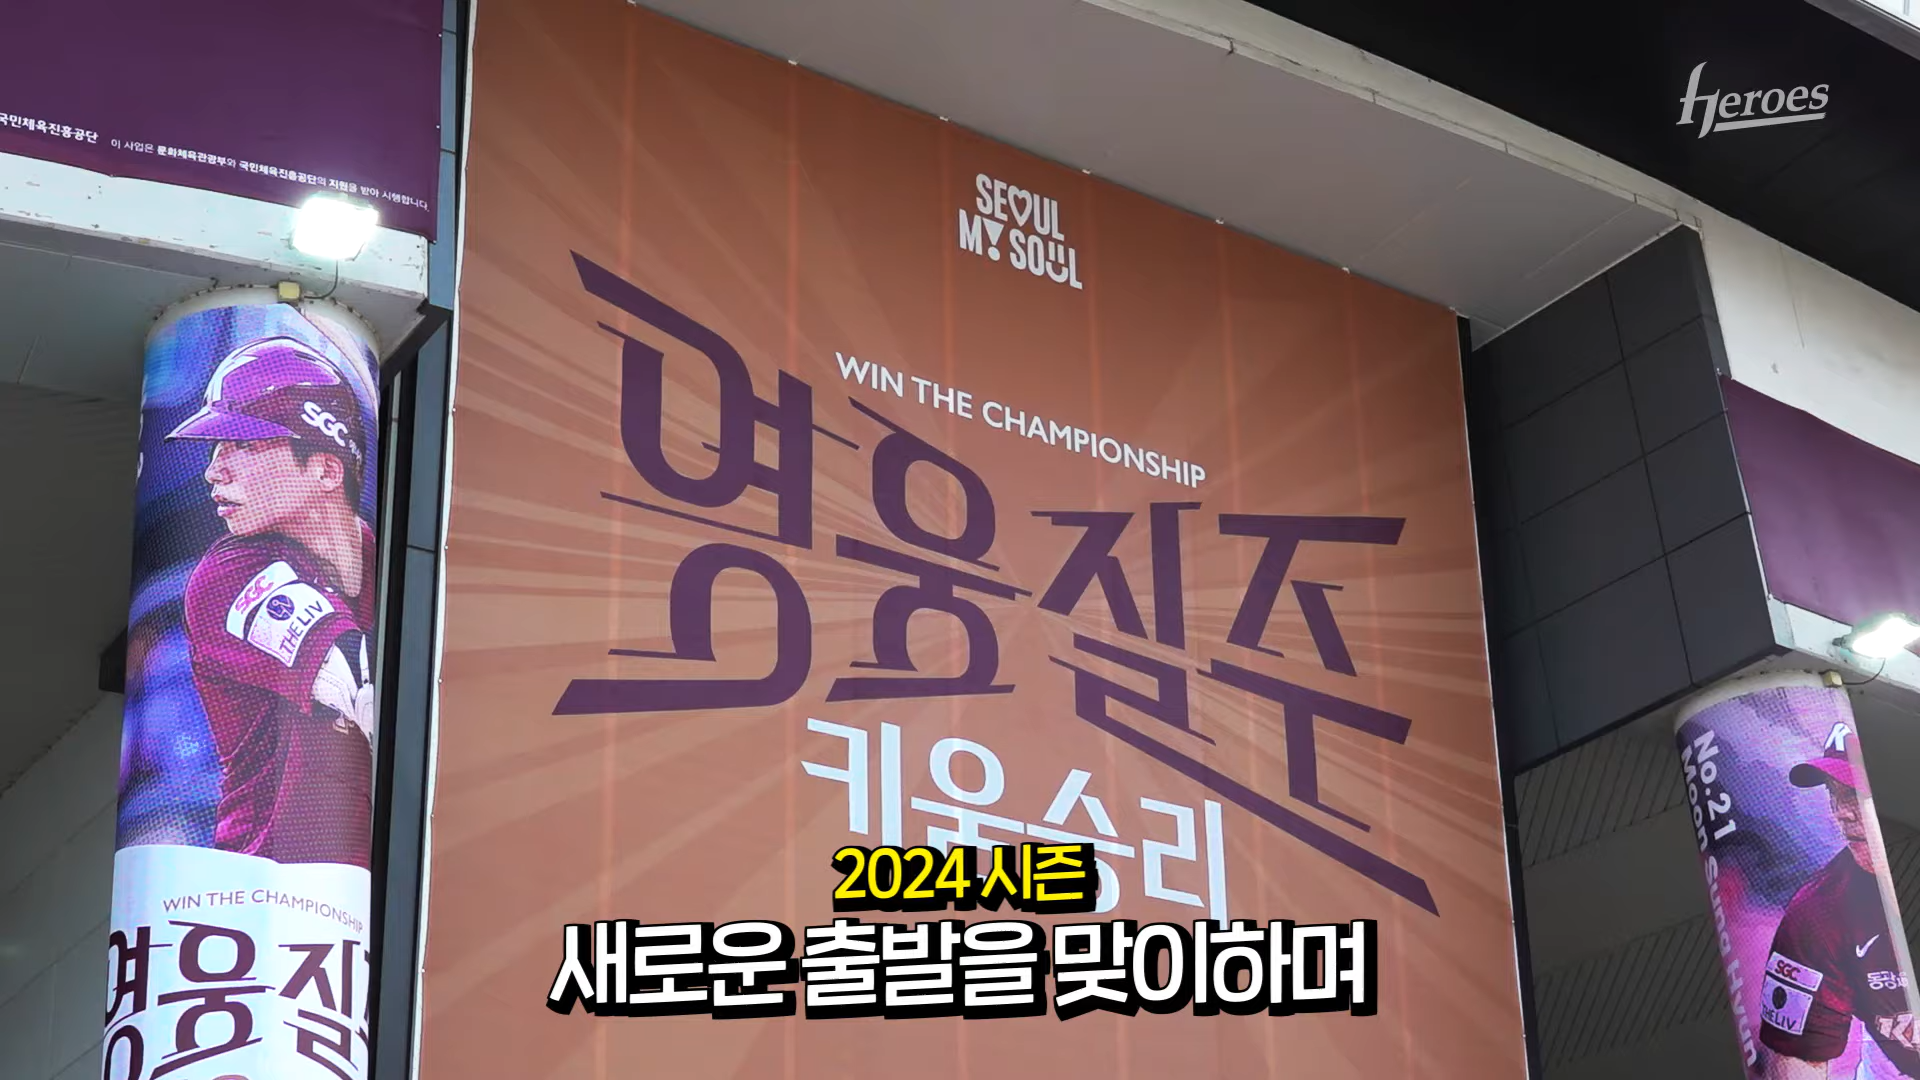 Heroes
국민체육진흥공단 이 사업은 문화체육관광부와 국민체육진흥공단의 지원을 받아 시행합니다.
SEOUL
MY SOUL
WIN THE CHAMPIONSHIP
영웅질주
키움승리
SGC
SGC
THE LIV
WIN THE CHAMPIONSHIP
영웅질주
No.21
Moon Sung Hyun
SGC
THE LIV
동광
2024 시즌
새로운 출발을 맞이하며